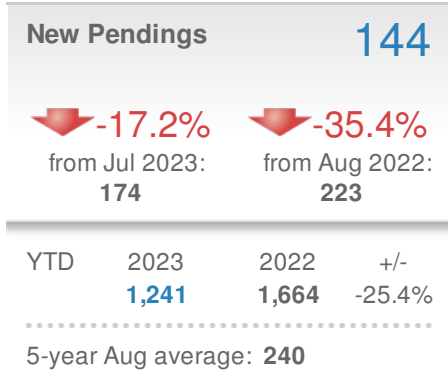 New Pendings 144
-17.2% -35.4%
from Jul 2023: from Aug 2022:
174 223
YTD 2023 2022 +/-
1,241 1,664 -25.4%
5-year Aug average: 240